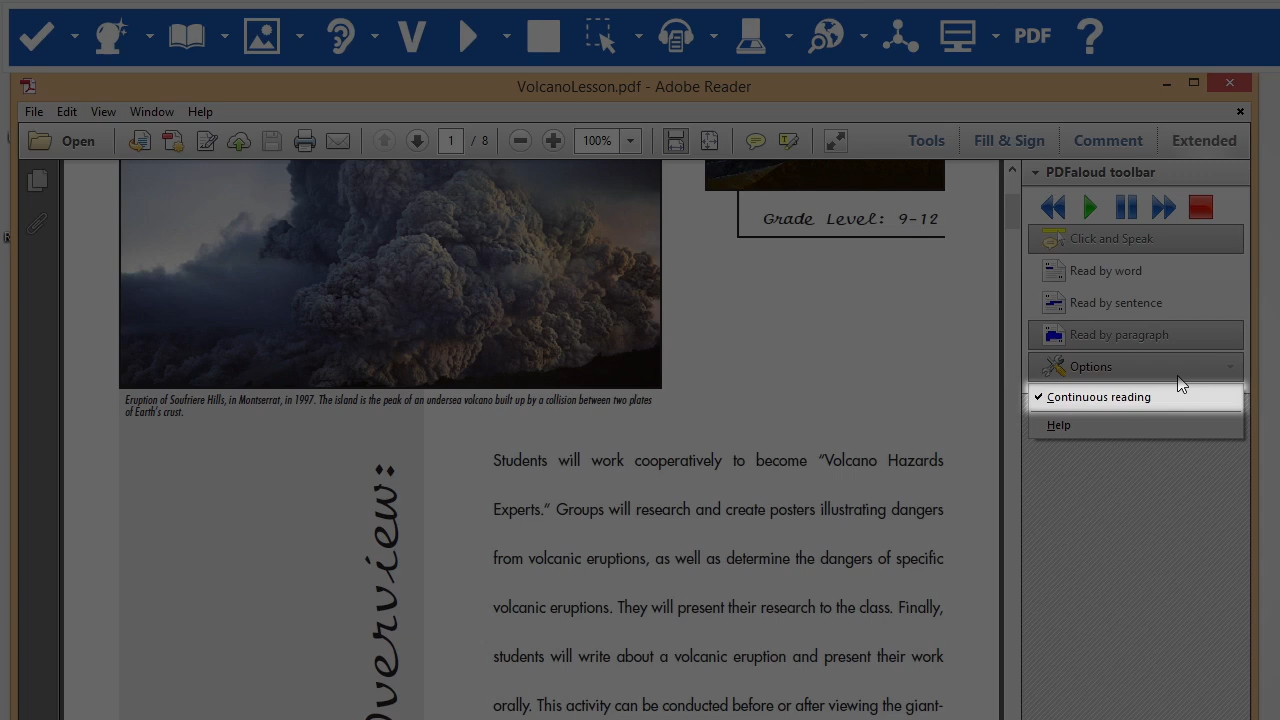 V
PDF
?
VolcanoLesson.pdf - Adobe Reader
File Edit View Window Help
Open 1 / 8 100% Tools Fill & Sign Comment Extended
PDFaloud toolbar
Grade Level: 9-12
Click and Speak
Read by word
Read by sentence
Read by paragraph
Options
Continuous reading
Help
Eruption of Soufriere Hills, in Montserrat, in 1997. The island is the peak of an undersea volcano built up by a collision between two plates
of Earth's crust.
Overview:
Students will work cooperatively to become “Volcano Hazards
Experts.” Groups will research and create posters illustrating dangers
from volcanic eruptions, as well as determine the dangers of specific
volcanic eruptions. They will present their research to the class. Finally,
students will write about a volcanic eruption and present their work
orally. This activity can be conducted before or after viewing the giant-